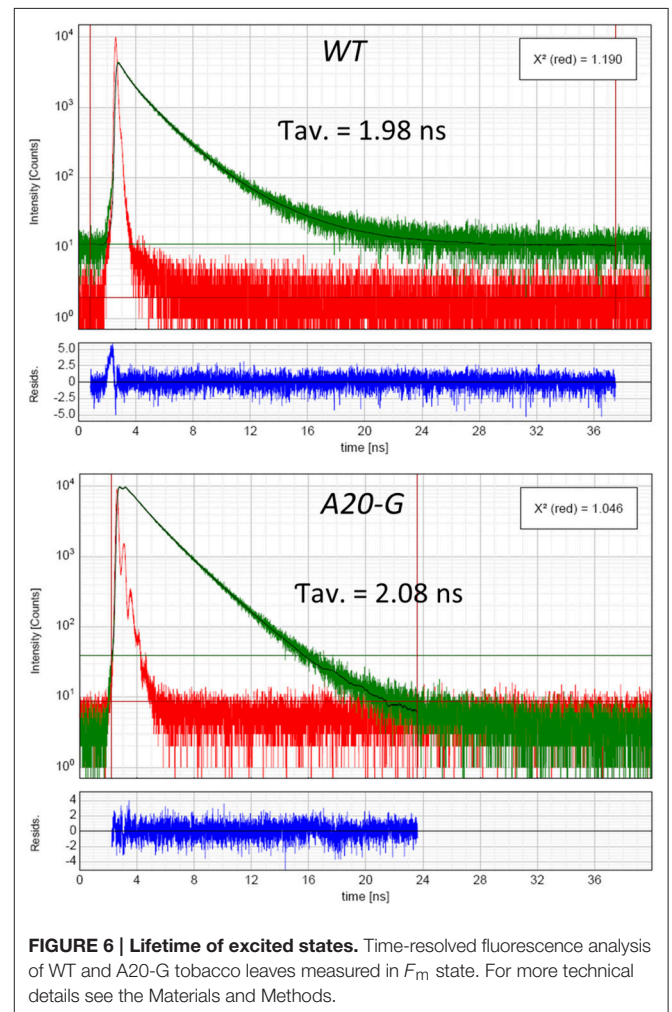 10⁴
WT
X² (red) = 1.190
10³
Ƭav. = 1.98 ns
Intensity [Counts]
10²
10¹
10⁰
5.0
2.5
0
-2.5
-5.0
Resids.
0 4 8 12 16 20 24 28 32 36
time [ns]
10⁴
A20-G
X² (red) = 1.046
10³
Ƭav. = 2.08 ns
Intensity [Counts]
10²
10¹
10⁰
4
2
0
-2
-4
Resids.
0 4 8 12 16 20 24 28 32 36
time [ns]
FIGURE 6 | Lifetime of excited states. Time-resolved fluorescence analysis
of WT and A20-G tobacco leaves measured in Fm state. For more technical
details see the Materials and Methods.